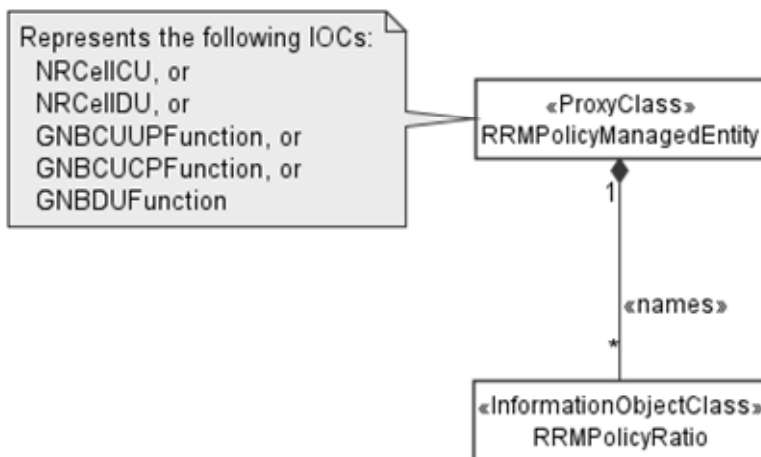 Represents the following IOCs:
NRCellCU, or
NRCellDU, or
GNBCUUPFunction, or
GNBCUCPFunction, or
GNBDUFunction
«ProxyClass»
RRMPolicyManagedEntity
1
«names»
*
«InformationObjectClass»
RRMPolicyRatio